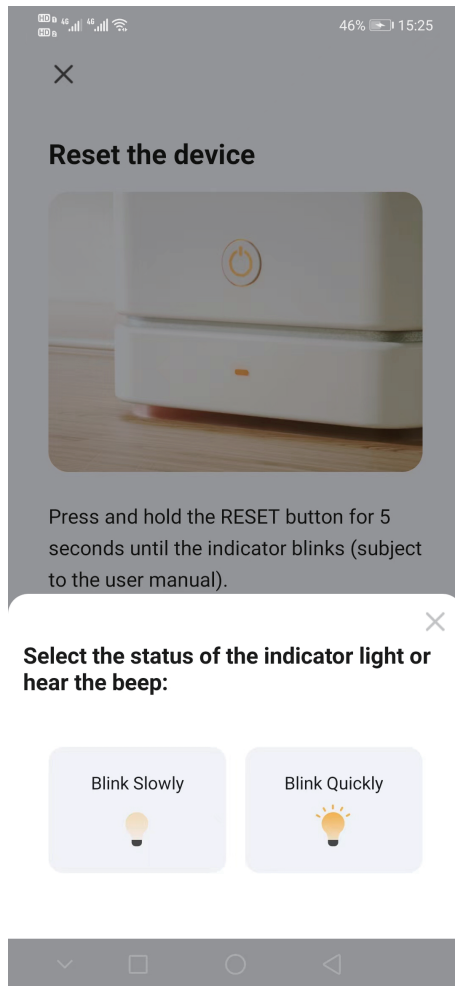 46% 15:25
Reset the device
Press and hold the RESET button for 5
seconds until the indicator blinks (subject
to the user manual).
Select the status of the indicator light or
hear the beep:
Blink Slowly
Blink Quickly